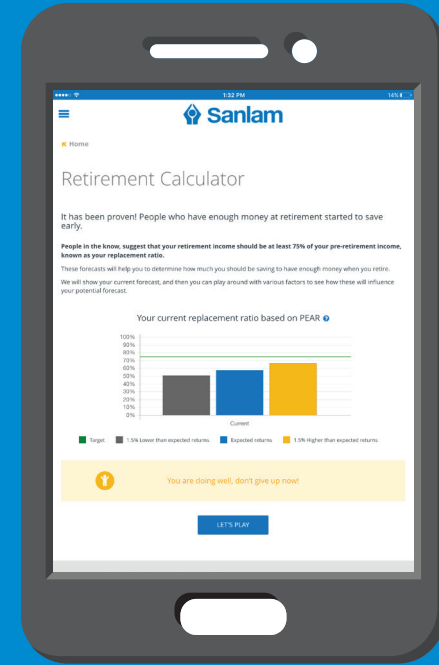 1:32 PM
14%
Sanlam
« Home
Retirement Calculator
It has been proven! People who have enough money at retirement started to save
early.
People in the know, suggest that your retirement income should be at least 75% of your pre-retirement income,
known as your replacement ratio.
These forecasts will help you to determine how much you should be saving to have enough money when you retire.
We will show your current forecast, and then you can play around with various factors to see how these will influence
your potential forecast.
Your current replacement ratio based on PEAR ?
100%
90%
80%
70%
60%
50%
40%
30%
20%
10%
0%
Current
Target 1.5% Lower than expected returns Expected returns 1.5% Higher than expected returns
You are doing well, don't give up now!
LET'S PLAY